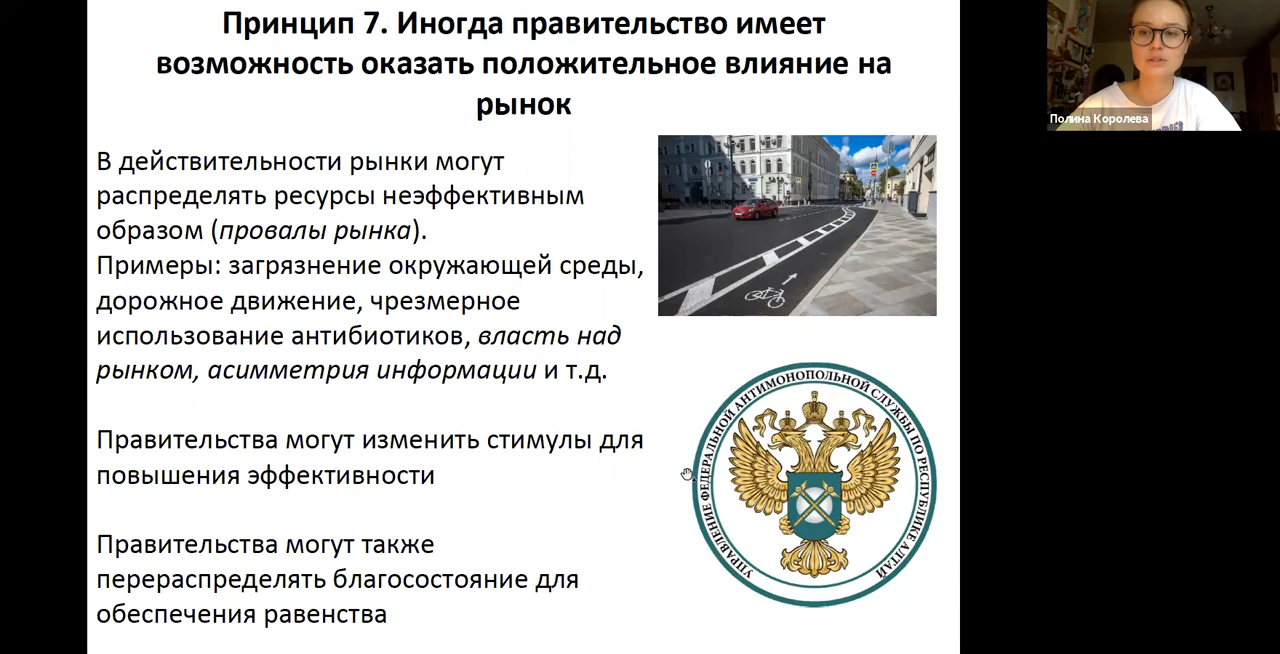 Принцип 7. Иногда правительство имеет
возможность оказать положительное влияние на
рынок
Полина Королева
В действительности рынки могут
распределять ресурсы неэффективным
образом (провалы рынка).
Примеры: загрязнение окружающей среды,
дорожное движение, чрезмерное
использование антибиотиков, власть над
рынком, асимметрия информации и т.д.
Правительства могут изменить стимулы для
повышения эффективности
Правительства могут также
перераспределять благосостояние для
обеспечения равенства
УПРАВЛЕНИЕ ФЕДЕРАЛЬНОЙ АНТИМОНОПОЛЬНОЙ СЛУЖБЫ ПО РЕСПУБЛИКЕ АЛТАЙ